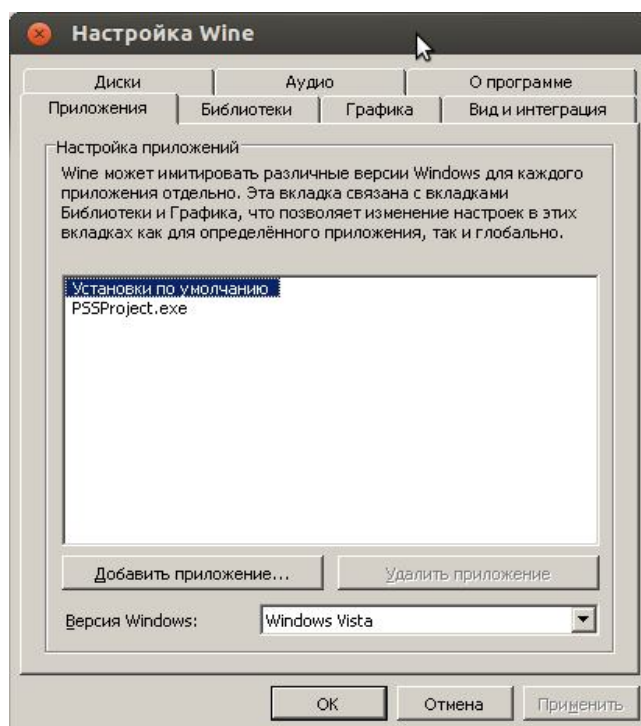 Настройка Wine
Диски Аудио О программе
Приложения Библиотеки Графика Вид и интеграция
Настройка приложений
Wine может имитировать различные версии Windows для каждого
приложения отдельно. Эта вкладка связана с вкладками
Библиотеки и Графика, что позволяет изменение настроек в этих
вкладках как для определённого приложения, так и глобально.
Установки по умолчанию
PSSProject.exe
Добавить приложение... Удалить приложение
Версия Windows: Windows Vista
ОК Отмена Применить